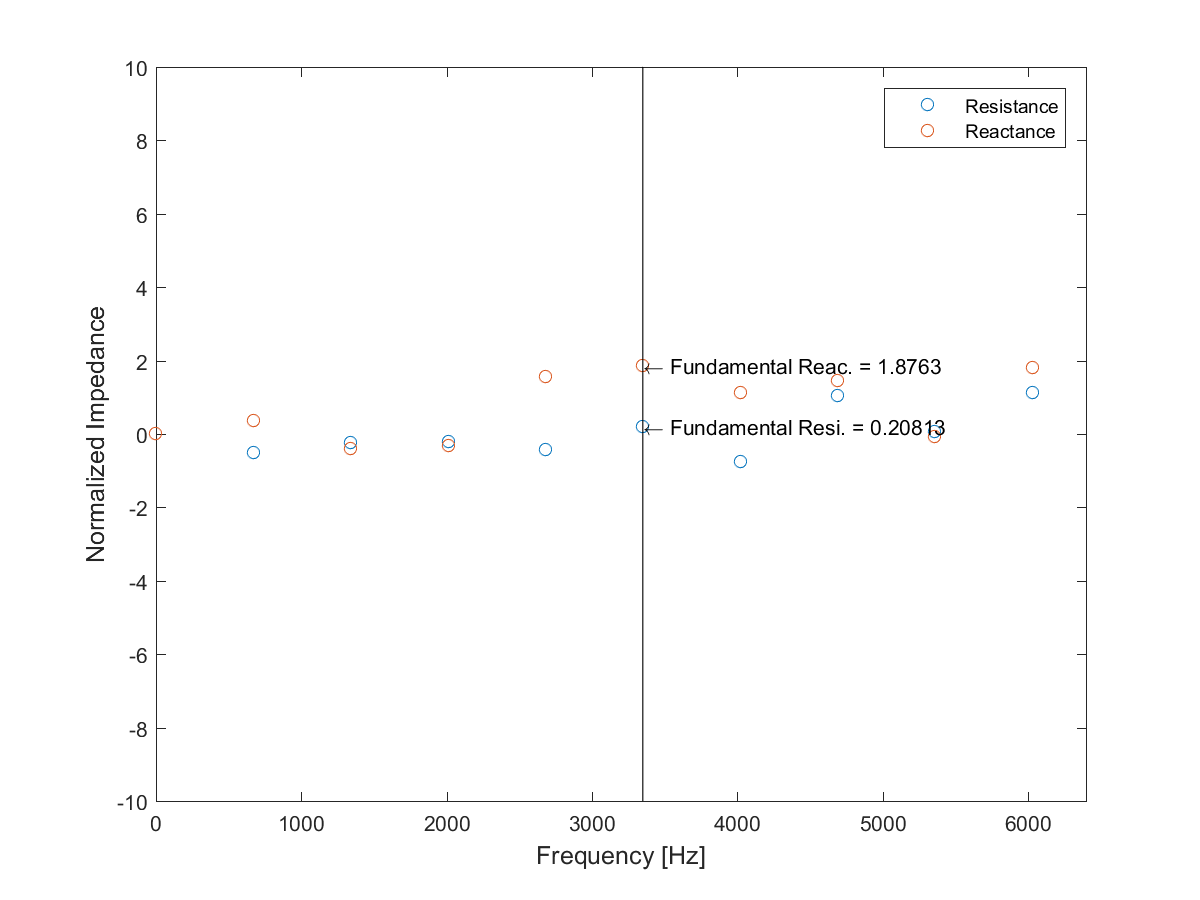 10
8
6
4
2
0
-2
-4
-6
-8
-10
Normalized Impedance
Resistance
Reactance
← Fundamental Reac. = 1.8763
← Fundamental Resi. = 0.20813
0 1000 2000 3000 4000 5000 6000
Frequency [Hz]